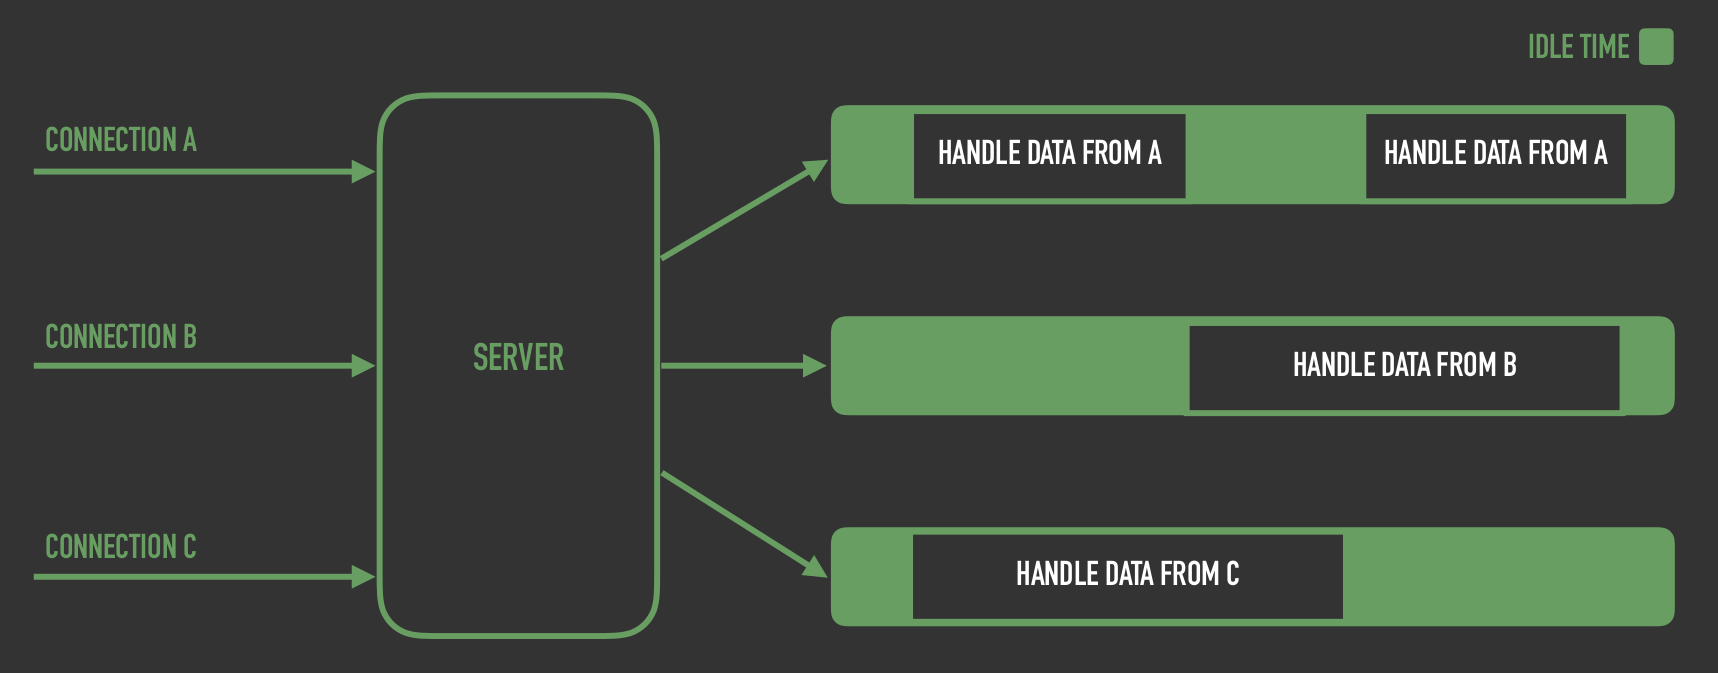 IDLE TIME
CONNECTION A
HANDLE DATA FROM A
HANDLE DATA FROM A
CONNECTION B
SERVER
HANDLE DATA FROM B
CONNECTION C
HANDLE DATA FROM C